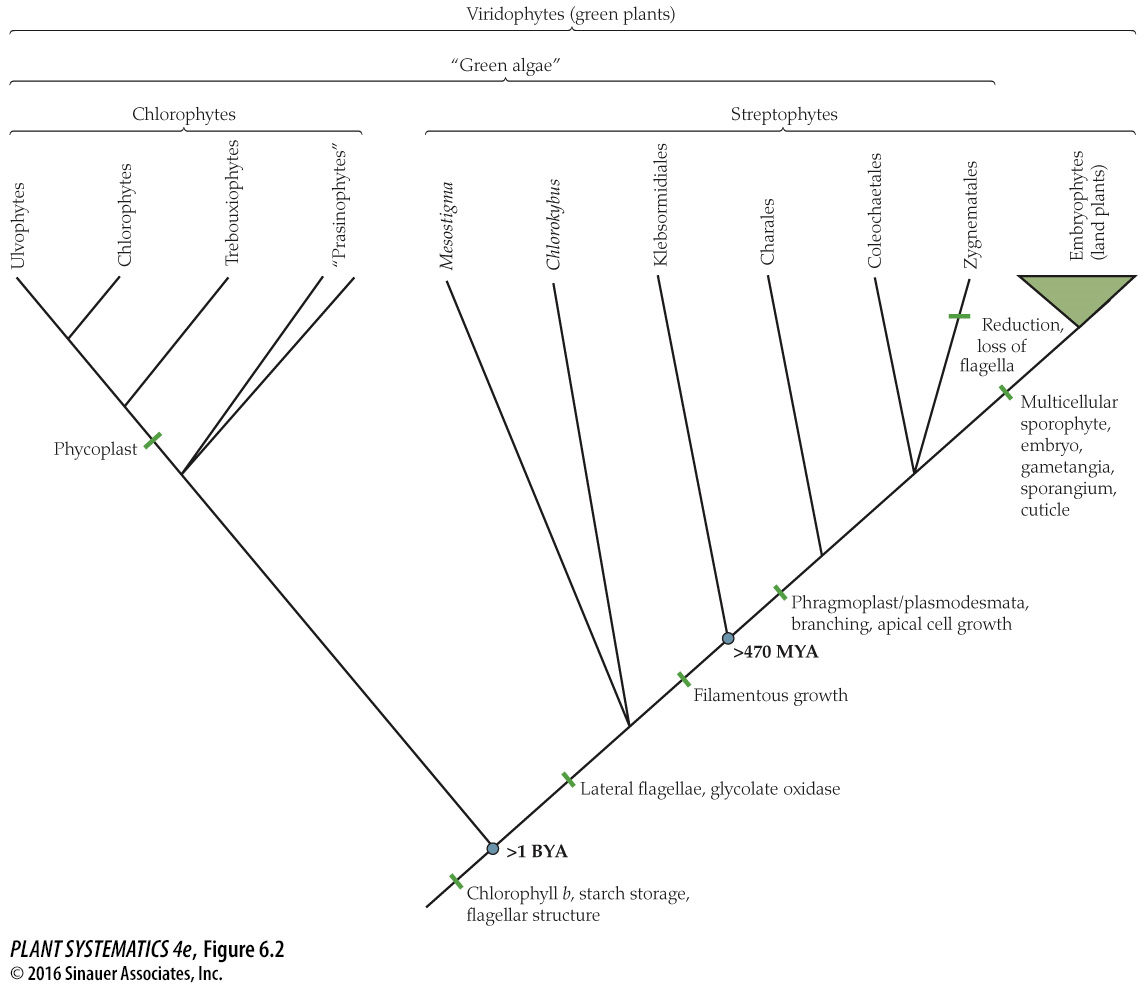 Viridophytes (green plants)
“Green algae”
Chlorophytes
Streptophytes
Ulvophytes
Chlorophytes
Trebouxiophytes
“Prasinophytes”
Mesostigma
Chlorokybus
Klebsormidiales
Charales
Coleochaetales
Zygnematales
Embryophytes
(land plants)
Reduction,
loss of
flagella
Multicellular
sporophyte,
embryo,
gametangia,
sporangium,
cuticle
Phycoplast
Phragmoplast/plasmodesmata,
branching, apical cell growth
>470 MYA
Filamentous growth
Lateral flagellae, glycolate oxidase
>1 BYA
Chlorophyll b, starch storage,
flagellar structure
PLANT SYSTEMATICS 4e, Figure 6.2
© 2016 Sinauer Associates, Inc.